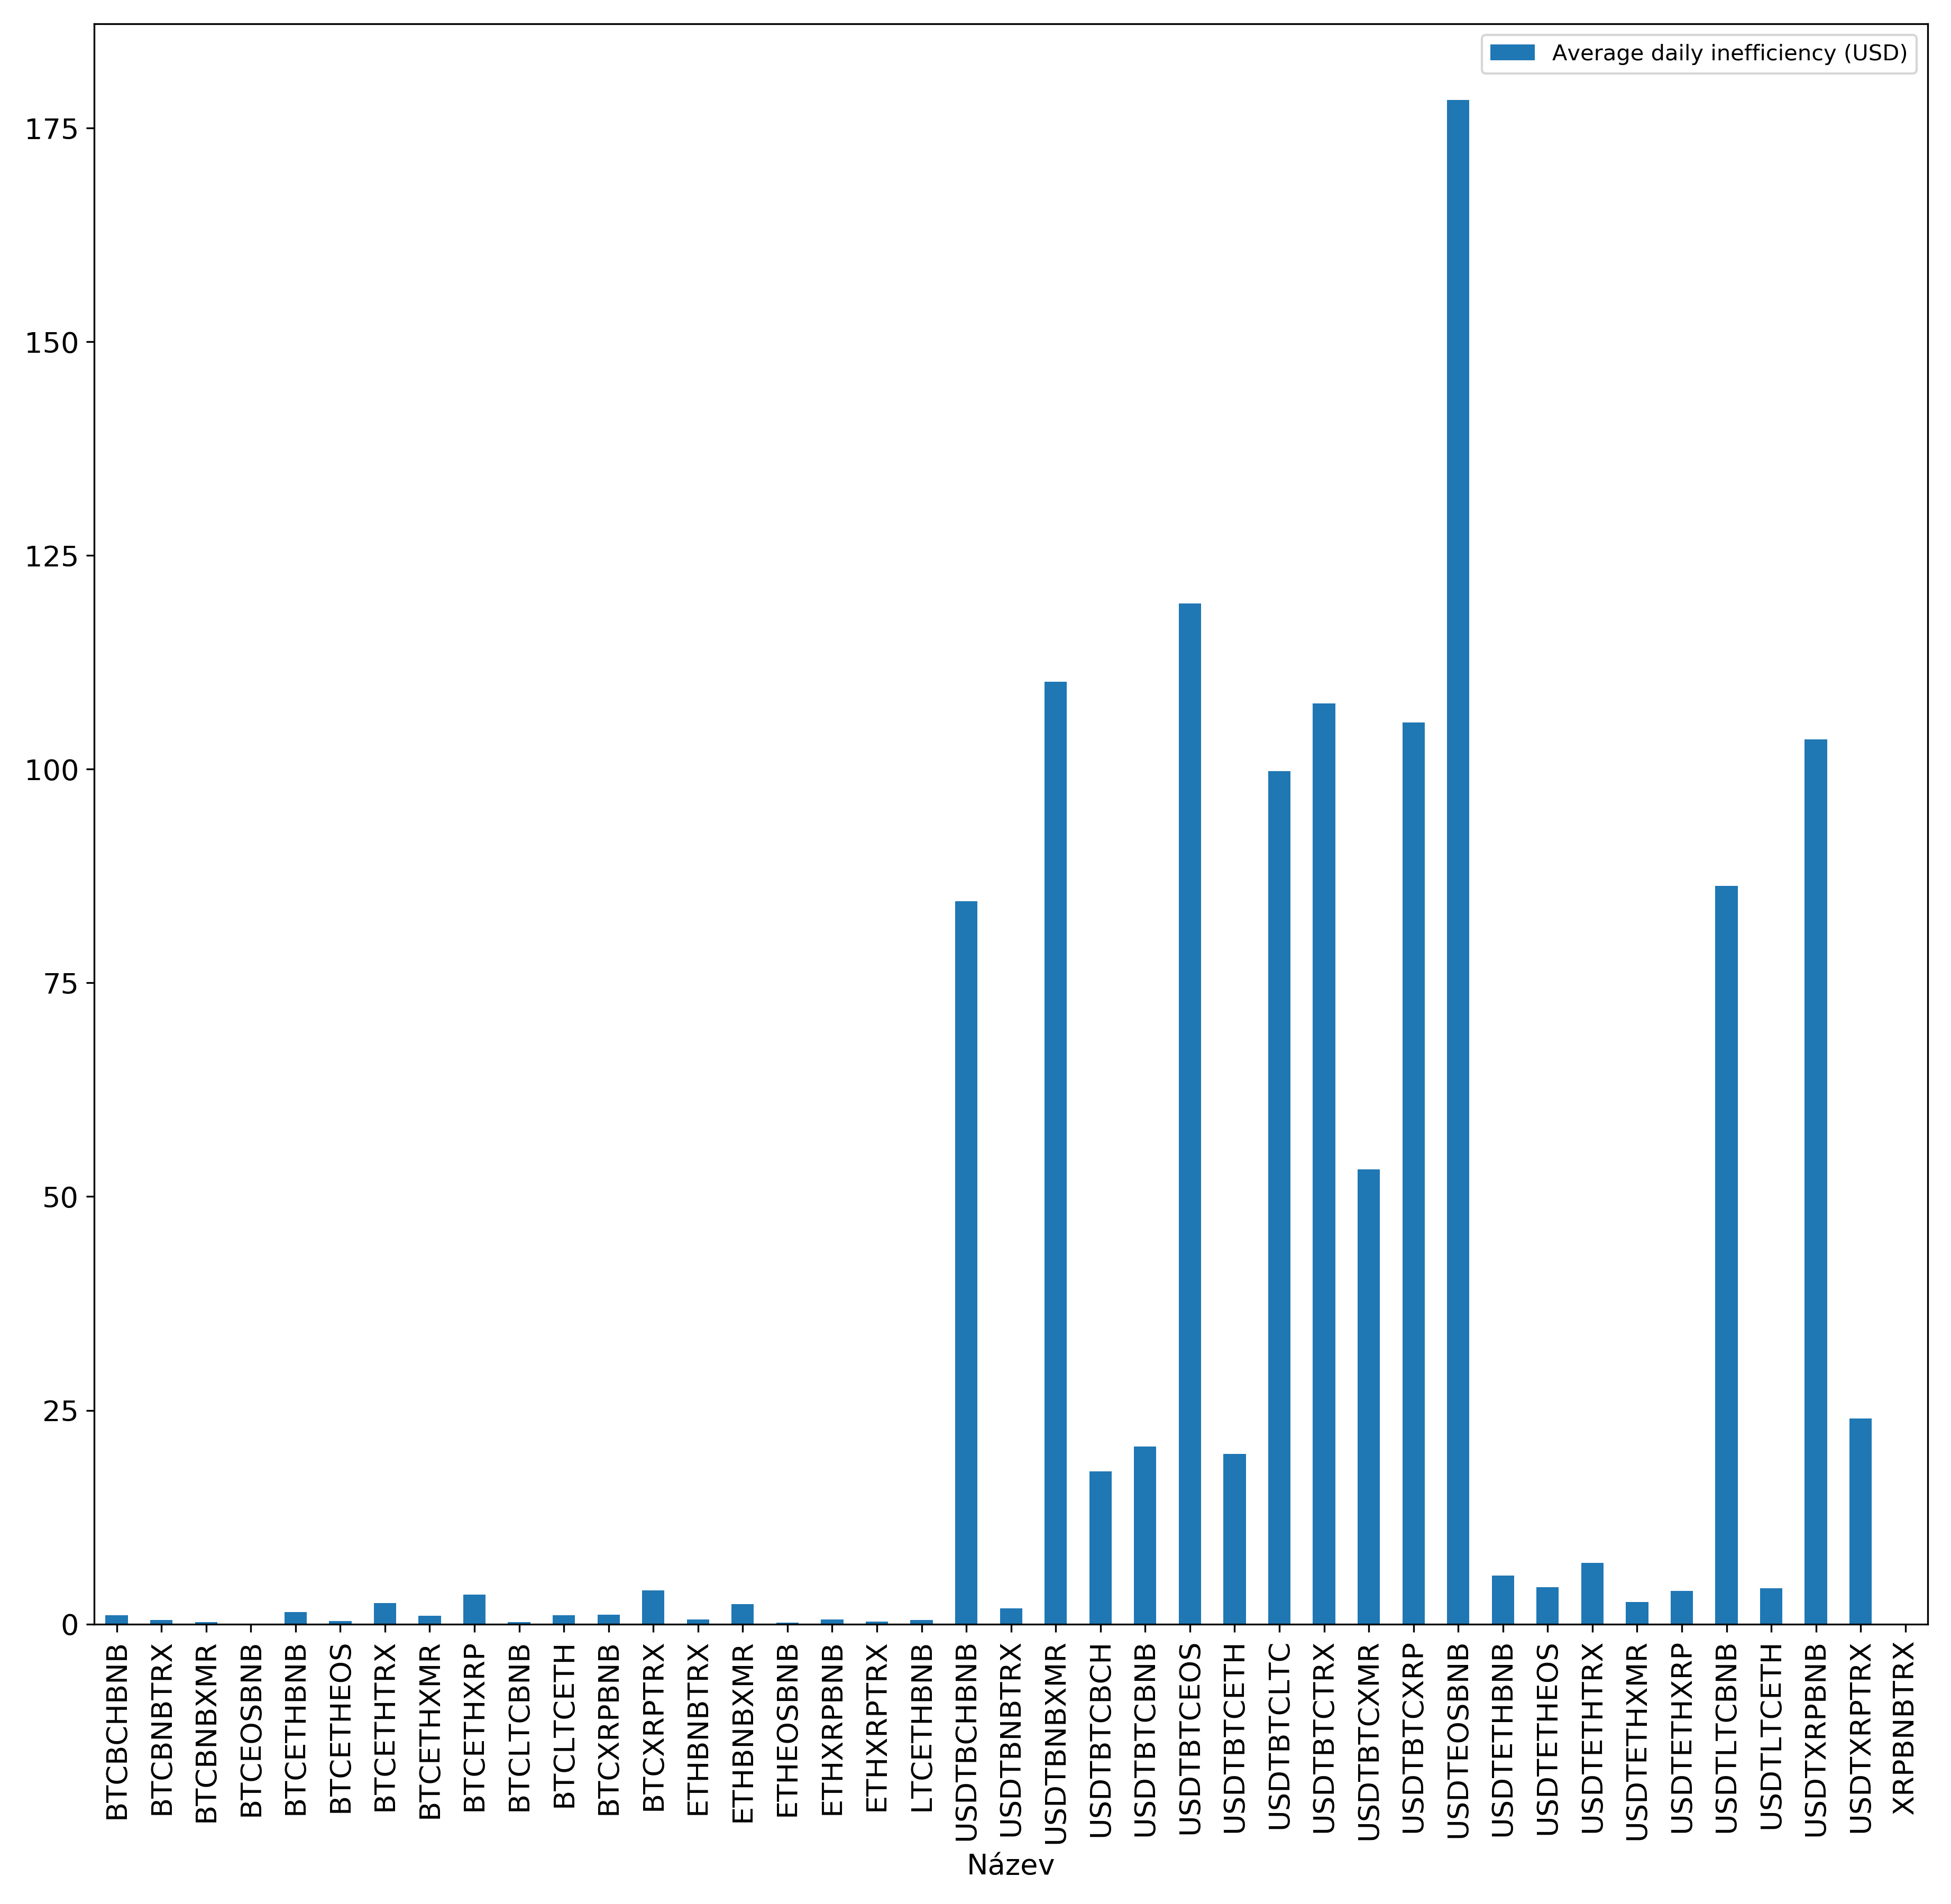 Average daily inefficiency (USD)
175
150
125
100
75
50
25
0
BTCBCHBNB
BTCBNBTRX
BTCBNBXMR
BTCEOSBNB
BTCETHBNB
BTCETHEOS
BTCETHTRX
BTCETHXMR
BTCETHXRP
BTCLTCBNB
BTCLTCETH
BTCXRPBNB
BTCXRPTRX
ETHBNBTRX
ETHBNBXMR
ETHEOSBNB
ETHXRPBNB
ETHXRPTRX
LTCETHBNB
USDTBCHBNB
USDTBNBTRX
USDTBNBXMR
USDTBTCBCH
USDTBTCBNB
USDTBTCEOS
USDTBTCETH
USDTBTCLTC
USDTBTCTRX
USDTBTCXMR
USDTBTCXRP
USDTEOSBNB
USDTETHBNB
USDTETHEOS
USDTETHTRX
USDTETHXMR
USDTETHXRP
USDTLTCBNB
USDTLTCETH
USDTXRPBNB
USDTXRPTRX
XRPBNBTRX
Název